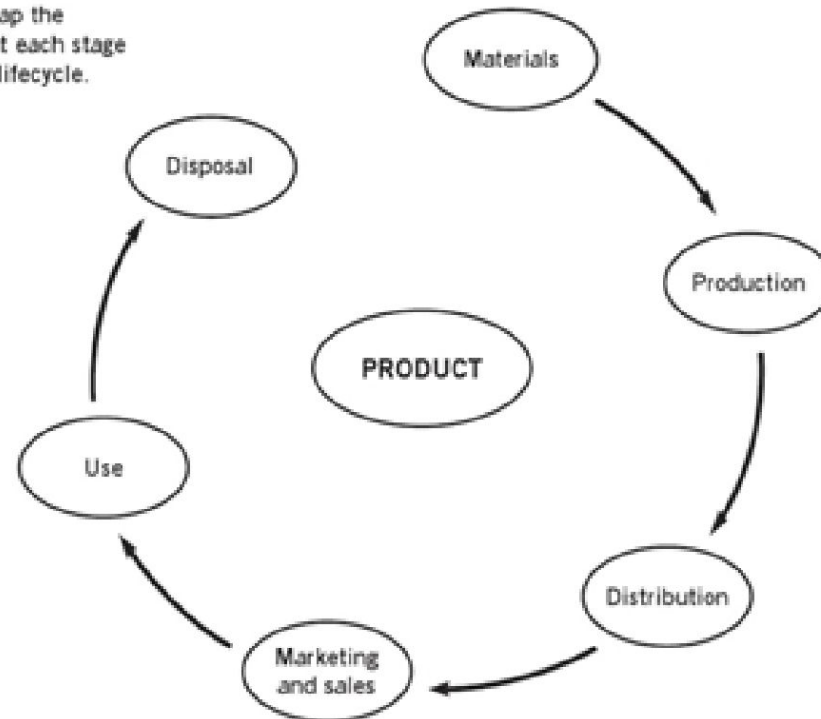 ap the
t each stage
lifecycle.
Materials
Disposal
Production
PRODUCT
Use
Distribution
Marketing
and sales